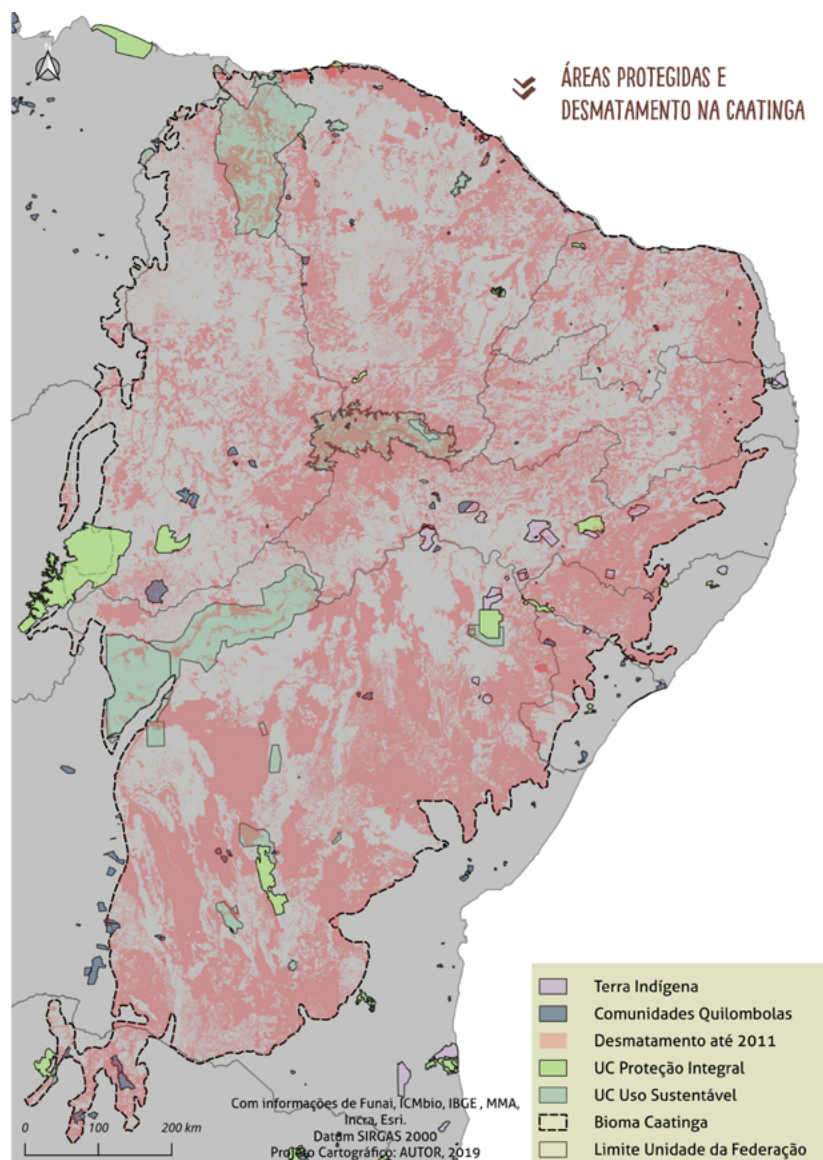 N
ÁREAS PROTEGIDAS E
DESMATAMENTO NA CAATINGA
Terra Indígena
Comunidades Quilombolas
Desmatamento até 2011
UC Proteção Integral
UC Uso Sustentável
Bioma Caatinga
Limite Unidade da Federação
0 100 200 km
Com informações de Funai, ICMbio, IBGE , MMA,
Incra, Esri.
Datum SIRGAS 2000
Projeto Cartográfico: AUTOR, 2019